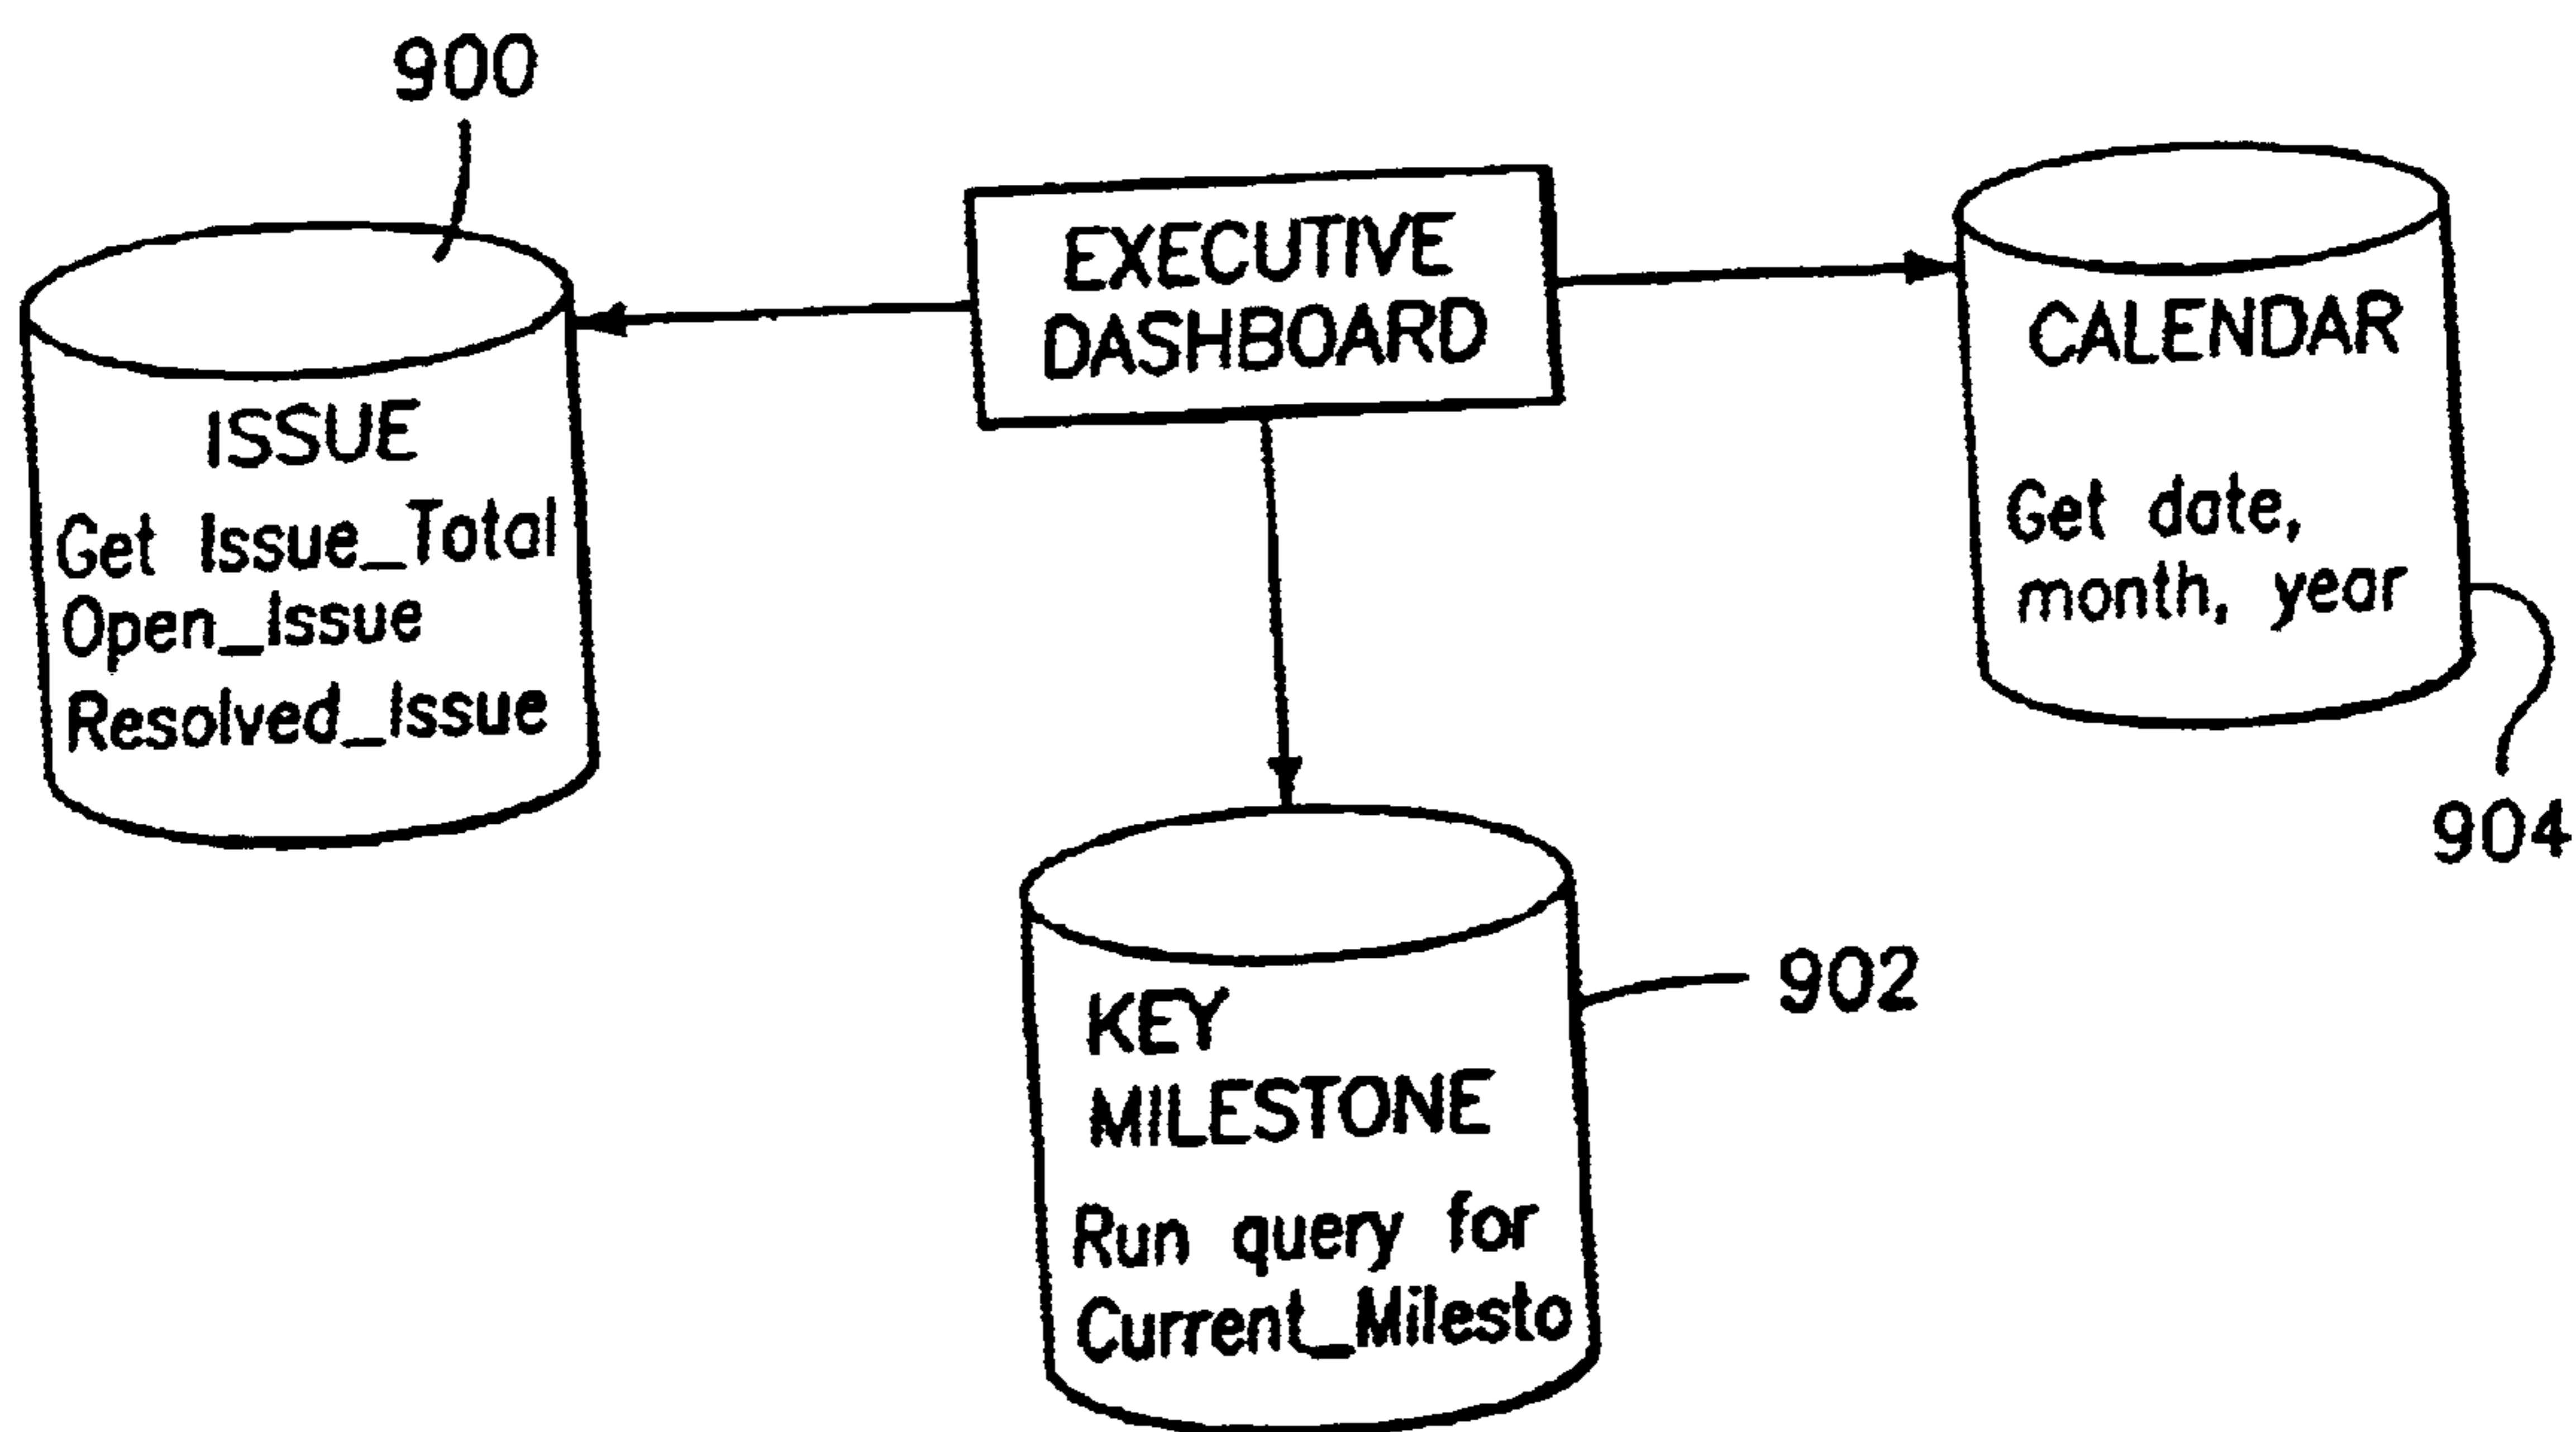 900
ISSUE
Get Issue_Total
Open_Issue
Resolved_Issue
EXECUTIVE
DASHBOARD
CALENDAR
Get date,
month, year
904
KEY
MILESTONE
Run query for
Current_Milesto
902